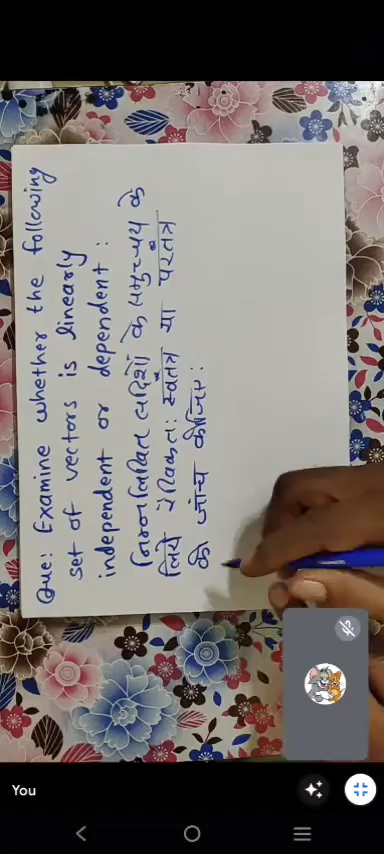 Que: Examine whether the following
set of vectors is linearly
independent or dependent:
निम्नलिखित सदिशों के समुच्चय के
लिये रैखिकतः स्वतंत्र या परतंत्र
की जांच कीजिए:
You